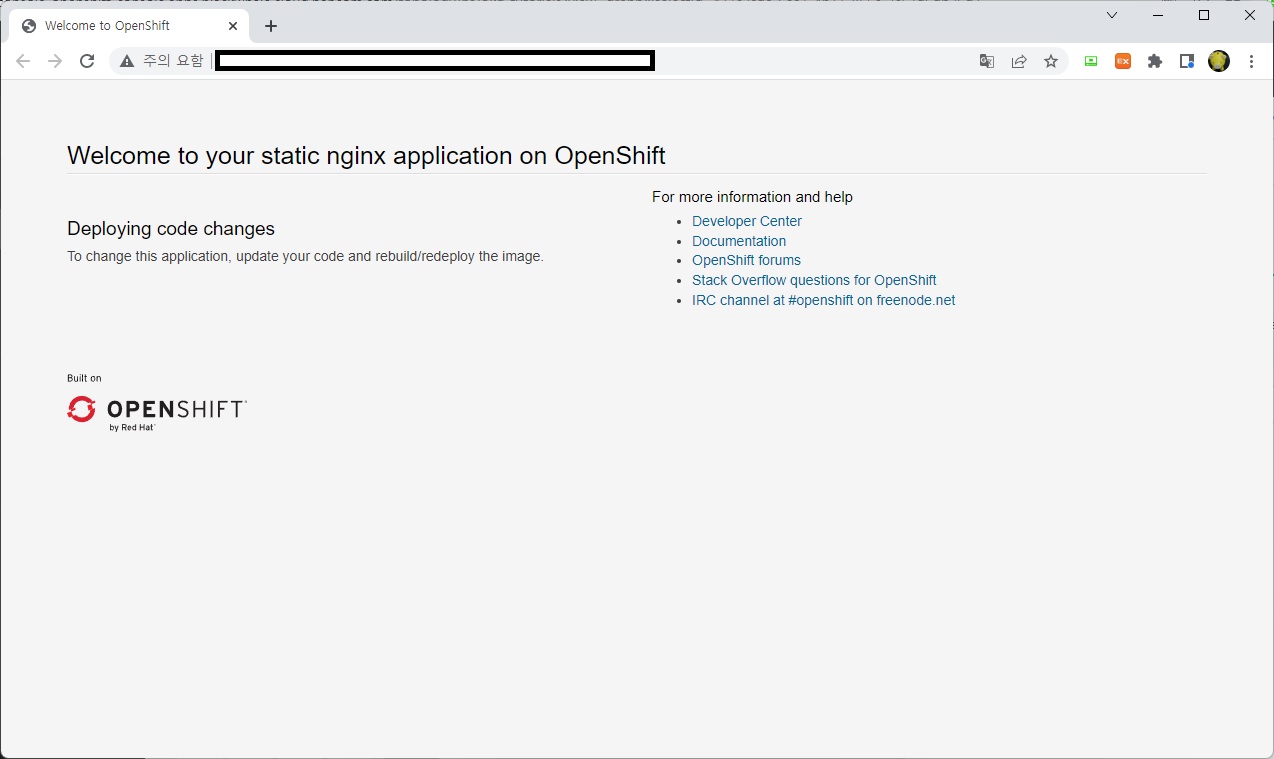 Welcome to OpenShift
주의 요함
Welcome to your static nginx application on OpenShift
Deploying code changes
To change this application, update your code and rebuild/redeploy the image.
For more information and help
Developer Center
Documentation
OpenShift forums
Stack Overflow questions for OpenShift
IRC channel at #openshift on freenode.net
Built on
OPENSHIFT
by Red Hat